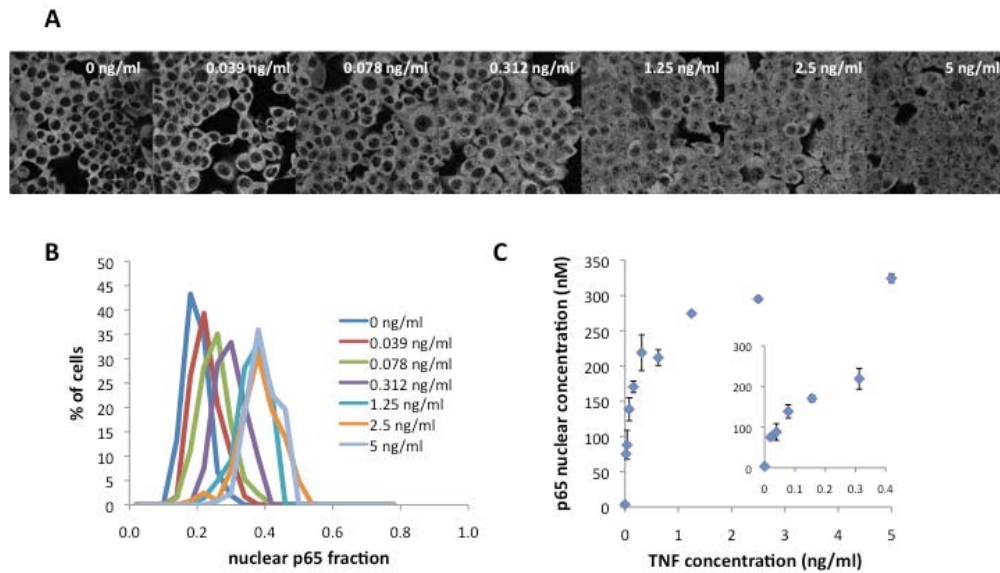 A
0 ng/ml 0.039 ng/ml 0.078 ng/ml 0.312 ng/ml 1.25 ng/ml 2.5 ng/ml 5 ng/ml
B
50
45
40
35
30
25
20
15
10
5
0
% of cells
0 ng/ml
0.039 ng/ml
0.078 ng/ml
0.312 ng/ml
1.25 ng/ml
2.5 ng/ml
5 ng/ml
0.0 0.2 0.4 0.6 0.8 1.0
nuclear p65 fraction
C
350
300
250
200
150
100
50
0
p65 nuclear concentration (nM)
300
200
100
0
0 0.1 0.2 0.3 0.4
0 1 2 3 4 5
TNF concentration (ng/ml)